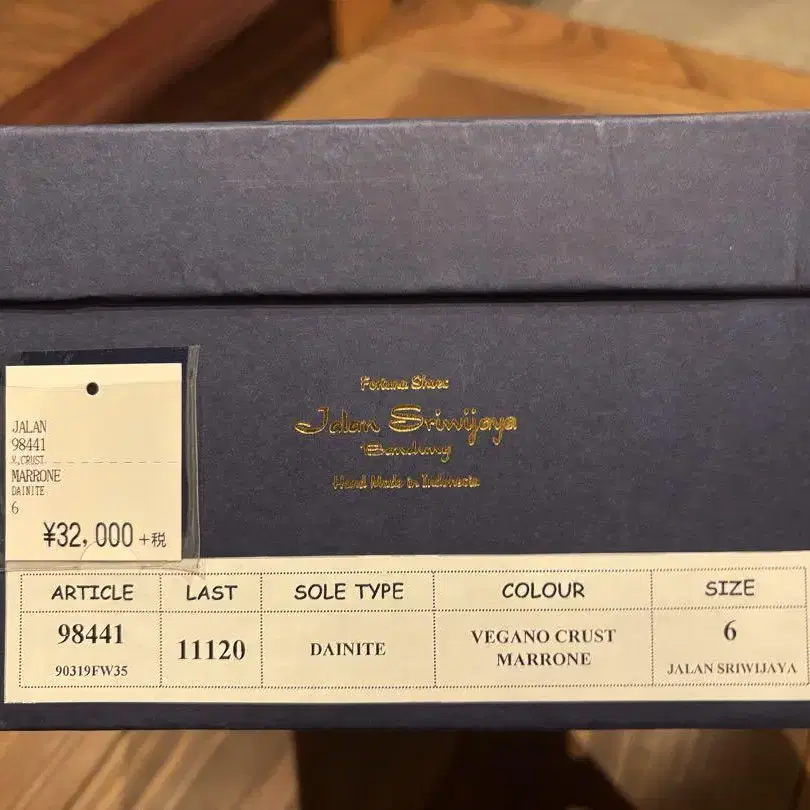 Fortuna Shoes
Jalan Sriwijaya
Bandung
Hand Made in Indonesia
JALAN
98441
V.CRUST
MARRONE
DAINITE
6
¥32,000 +税
ARTICLE LAST SOLE TYPE COLOUR SIZE
98441 11120 DAINITE VEGANO CRUST 6
90319FW35 MARRONE JALAN SRIWIJAYA